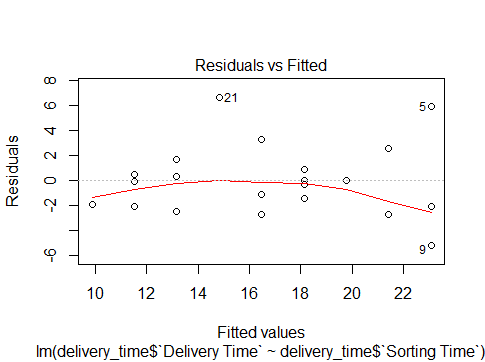 Residuals vs Fitted
Residuals
8
6
4
2
0
-2
-6
21
5
9
10 12 14 16 18 20 22
Fitted values
lm(delivery_time$`Delivery Time` ~ delivery_time$`Sorting Time`)